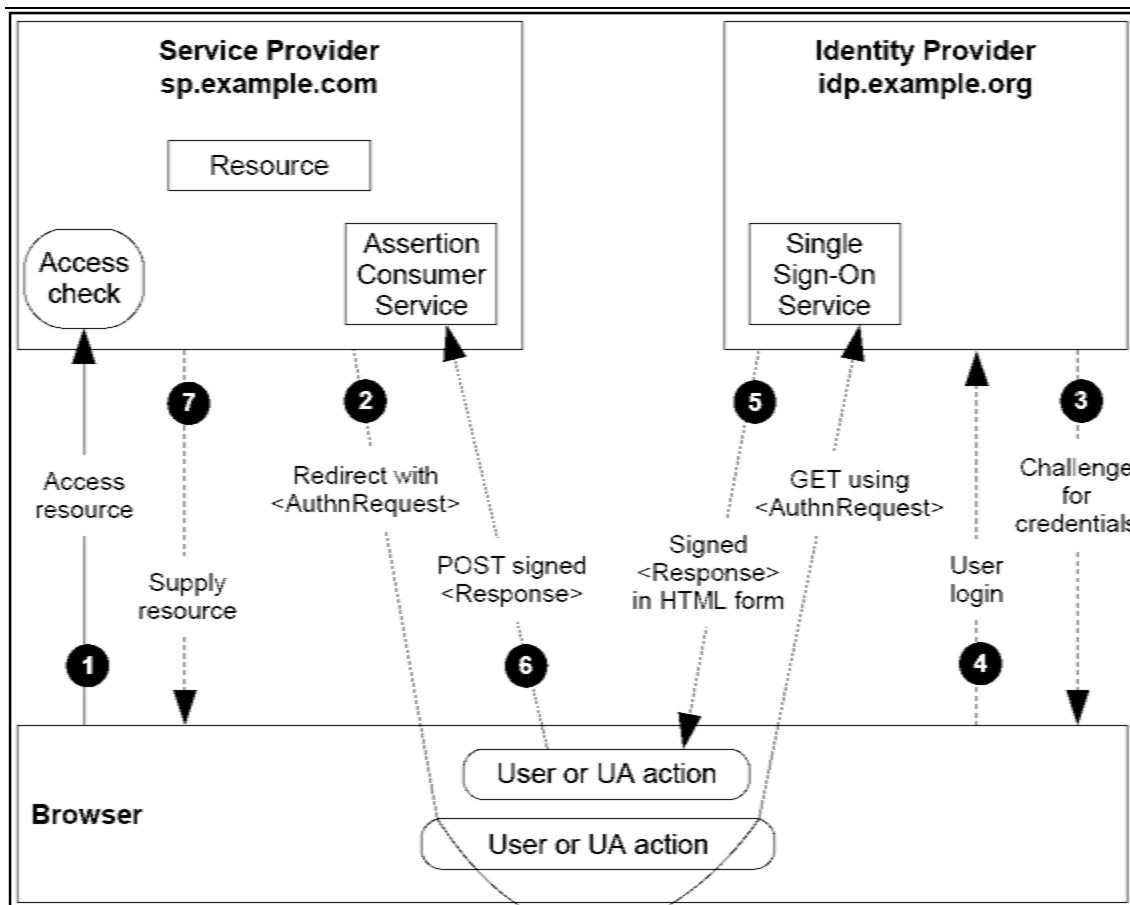 Service Provider
sp.example.com
Identity Provider
idp.example.org
Resource
Access
check
Assertion
Consumer
Service
Single
Sign-On
Service
7
2
5
3
Access
resource
Redirect with
<AuthnRequest>
GET using
<AuthnRequest>
Challenge
for
credentials
Supply
resource
POST signed
<Response>
Signed
<Response>
in HTML form
User
login
1
6
4
User or UA action
Browser
User or UA action